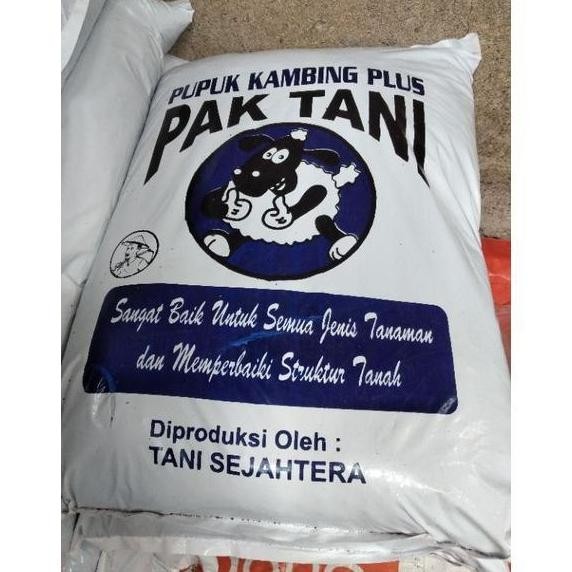 PUPUK KAMBING PLUS
PAK TANI
Sangat Baik Untuk Semua Jenis Tanaman
dan Memperbaiki Struktur Tanah
Diproduksi Oleh :
TANI SEJAHTERA